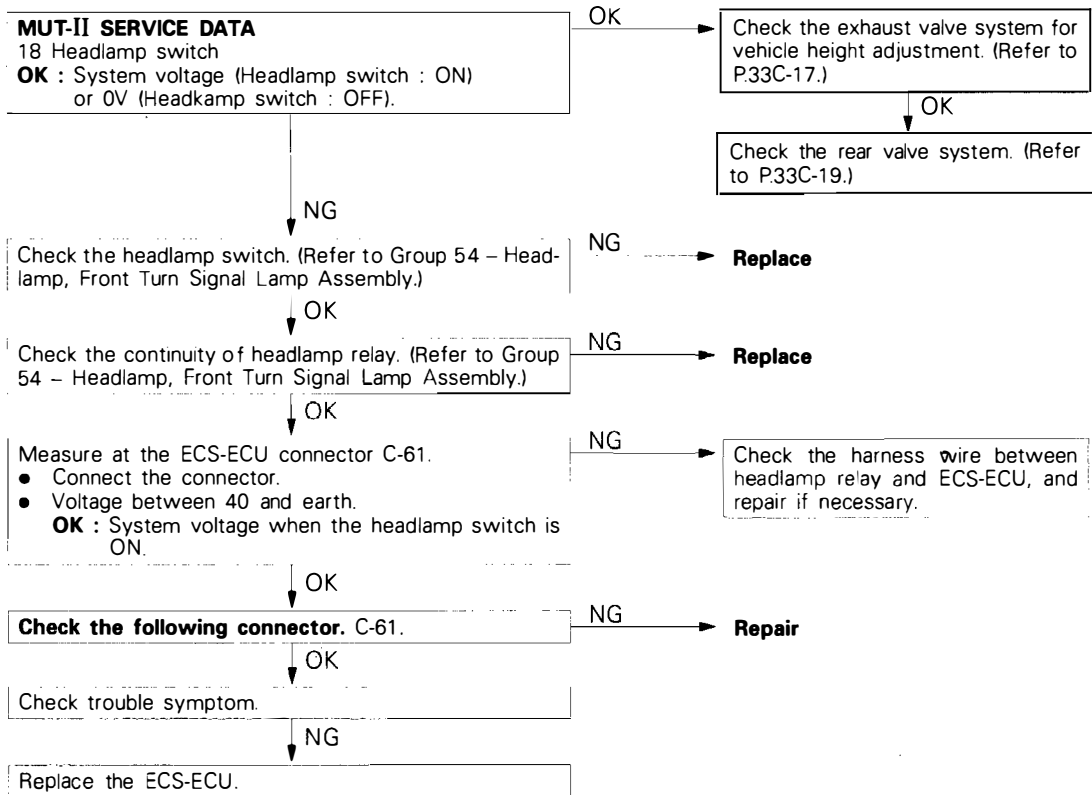 MUT-II SERVICE DATA
18 Headlamp switch
OK : System voltage (Headlamp switch : ON)
or 0V (Headkamp switch : OFF).
OK
Check the exhaust valve system for
vehicle height adjustment. (Refer to
P.33C-17.)
OK
Check the rear valve system. (Refer
to P.33C-19.)
NG
Check the headlamp switch. (Refer to Group 54 – Head-
lamp, Front Turn Signal Lamp Assembly.)
NG
Replace
OK
Check the continuity of headlamp relay. (Refer to Group
54 – Headlamp, Front Turn Signal Lamp Assembly.)
NG
Replace
OK
Measure at the ECS-ECU connector C-61.
● Connect the connector.
● Voltage between 40 and earth.
OK : System voltage when the headlamp switch is
ON.
NG
Check the harness wire between
headlamp relay and ECS-ECU, and
repair if necessary.
OK
Check the following connector. C-61.
NG
Repair
OK
Check trouble symptom.
NG
Replace the ECS-ECU.